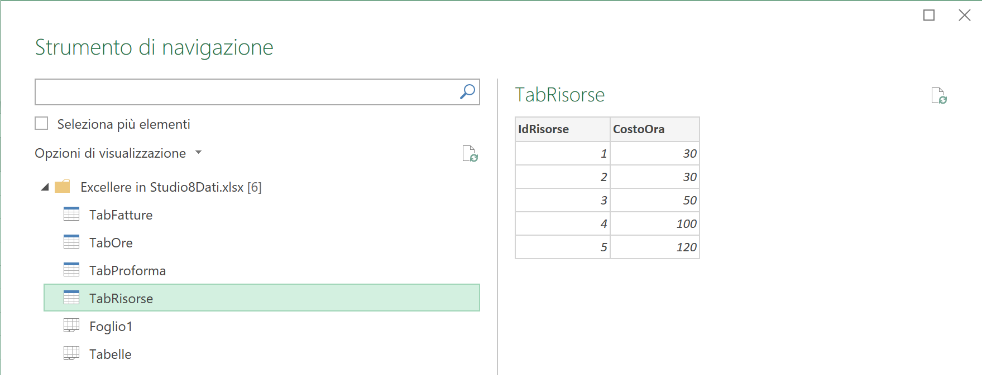 Strumento di navigazione
Seleziona più elementi
Opzioni di visualizzazione
Excellere in Studio8Dati.xlsx [6]
TabFatture
TabOre
TabProforma
TabRisorse
Foglio1
Tabelle
TabRisorse
IdRisorse CostoOra
1 30
2 30
3 50
4 100
5 120